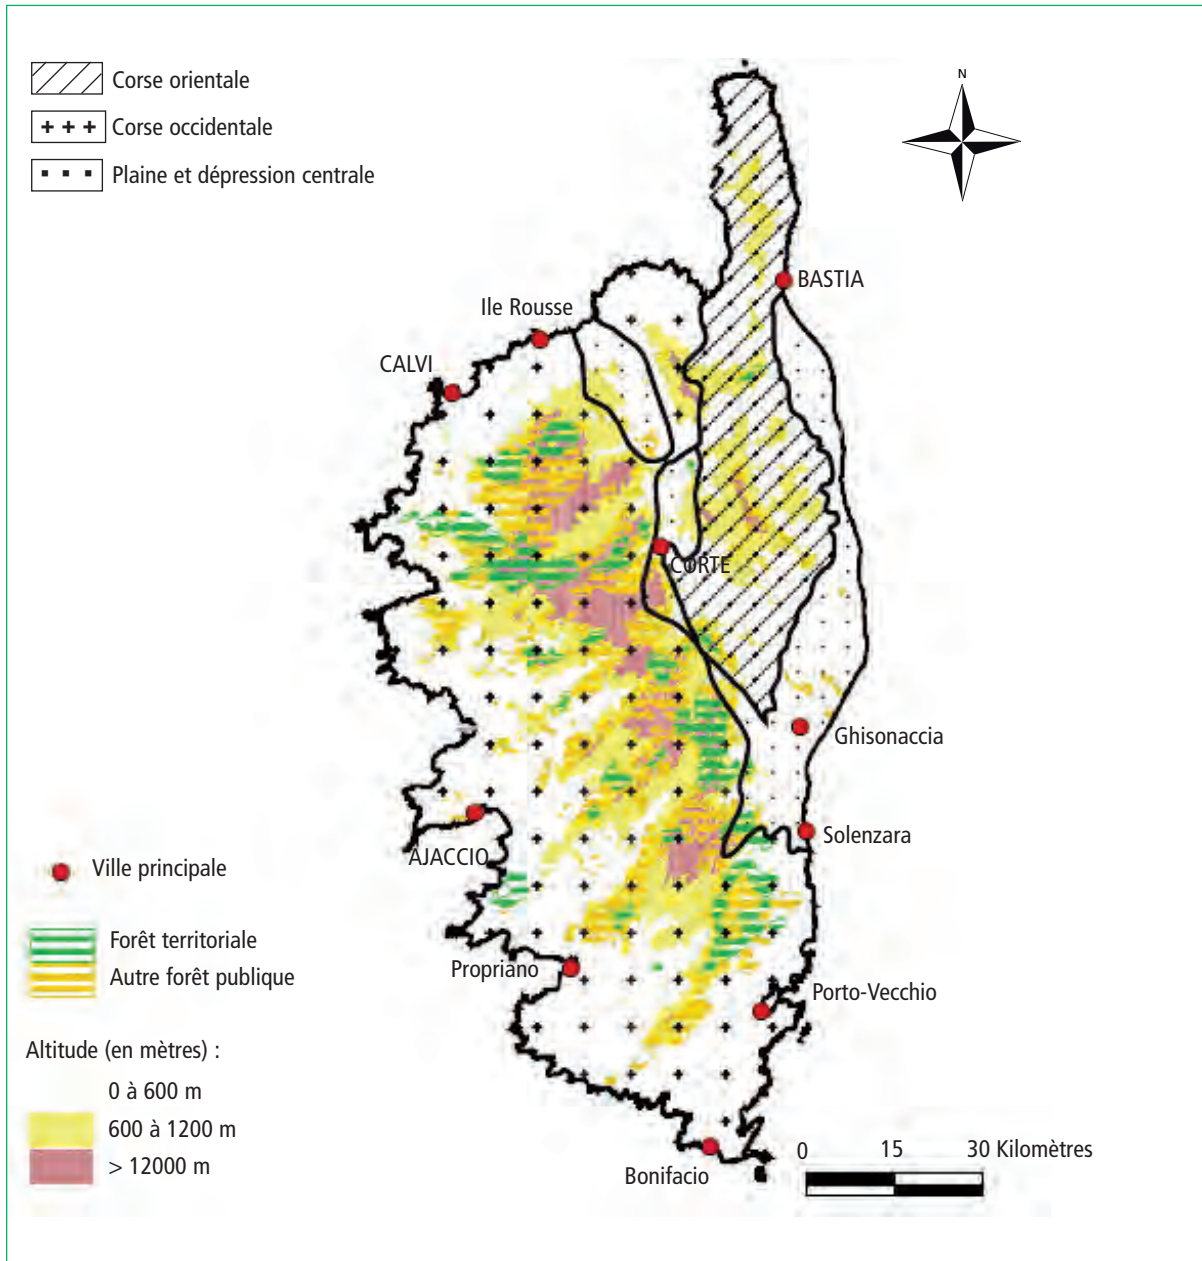 Corse orientale
Corse occidentale
Plaine et dépression centrale
N
BASTIA
Ile Rousse
CALVI
CORTE
Ghisonaccia
Solenzara
AJACCIO
Ville principale
Forêt territoriale
Autre forêt publique
Propriano
Porto-Vecchio
Altitude (en mètres) :
0 à 600 m
600 à 1200 m
> 12000 m
0 15 30 Kilomètres
Bonifacio